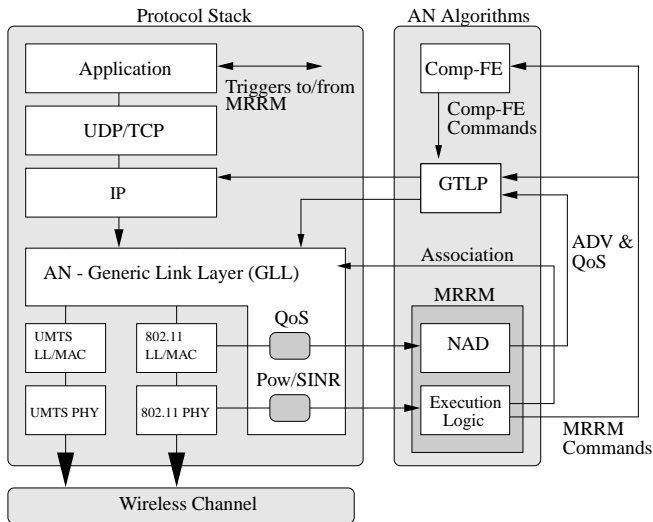 Protocol Stack
AN Algorithms
Application
Triggers to/from
MRRM
Comp-FE
Comp-FE
Commands
UDP/TCP
IP
GTLP
ADV &
QoS
AN - Generic Link Layer (GLL)
Association
MRRM
UMTS
LL/MAC
802.11
LL/MAC
QoS
NAD
Pow/SINR
UMTS PHY
802.11 PHY
Execution
Logic
MRRM
Commands
Wireless Channel